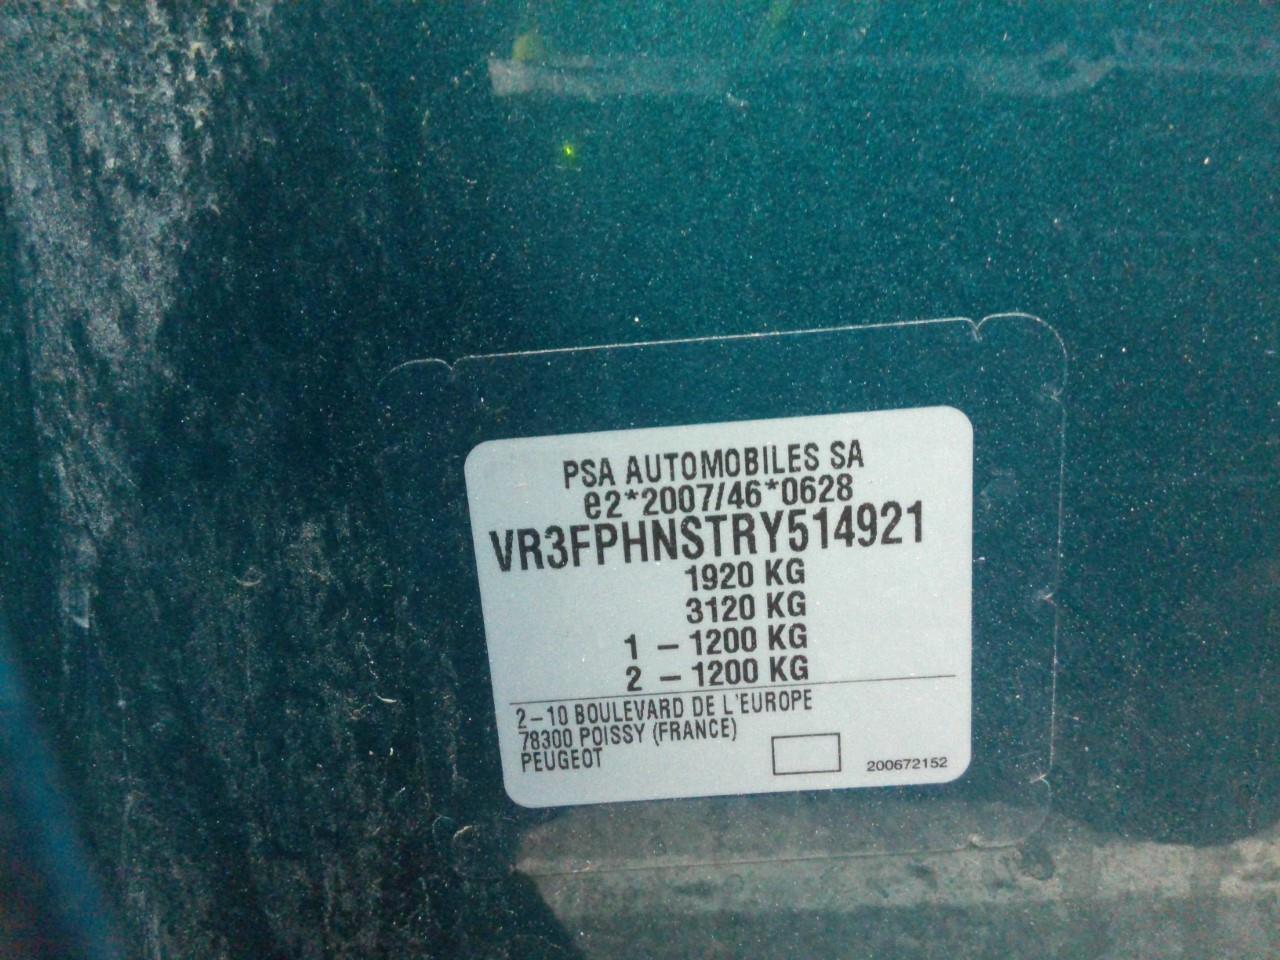 PSA AUTOMOBILES SA
e2*2007/46*0628
VR3FPHNSTRY514921
1920 KG
3120 KG
1 – 1200 KG
2 – 1200 KG
2–10 BOULEVARD DE L'EUROPE
78300 POISSY (FRANCE)
PEUGEOT
200672152